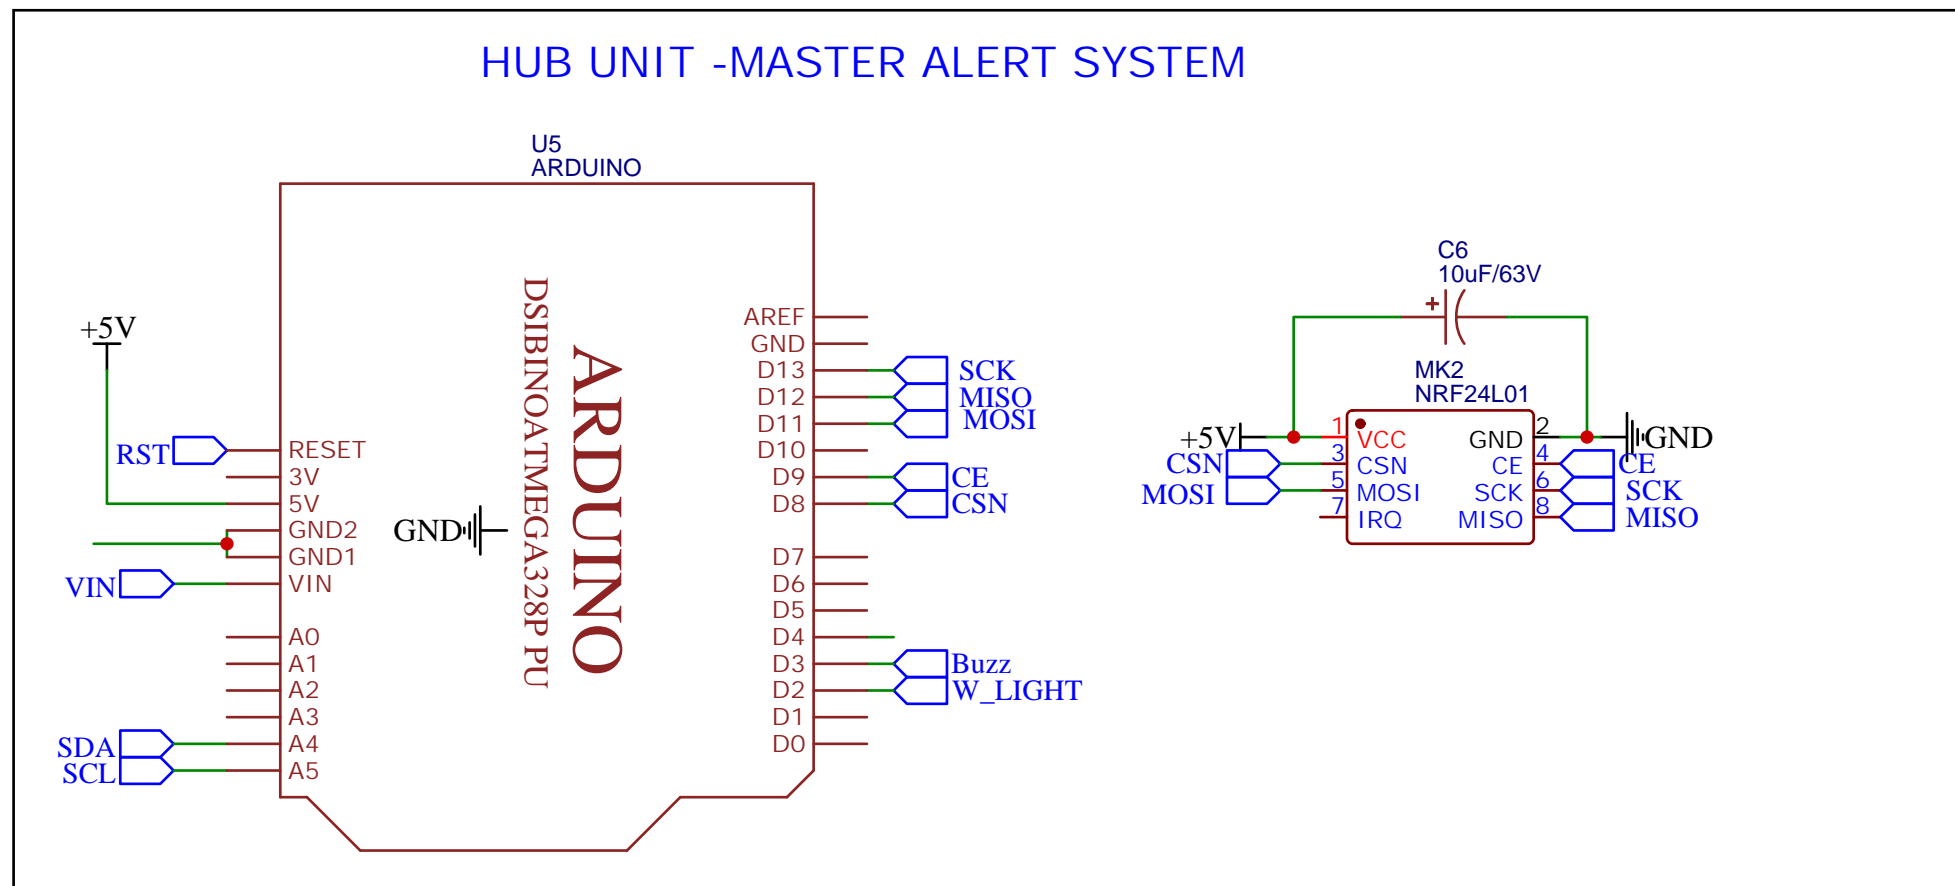 HUB UNIT -MASTER ALERT SYSTEM
U5
ARDUINO
+5V
RST
VIN
SDA
SCL
RESET
3V
5V
GND2
GND1
VIN
A0
A1
A2
A3
A4
A5
GND
DSIBINOATMEGA328P PU
ARDUINO
AREF
GND
D13
D12
D11
D10
D9
D8
D7
D6
D5
D4
D3
D2
D1
D0
SCK
MISO
MOSI
CE
CSN
Buzz
W_LIGHT
C6
10uF/63V
+
MK2
NRF24L01
+5V
CSN
MOSI
1
3
5
7
VCC
CSN
MOSI
IRQ
GND
CE
SCK
MISO
2
4
6
8
GND
CE
SCK
MISO